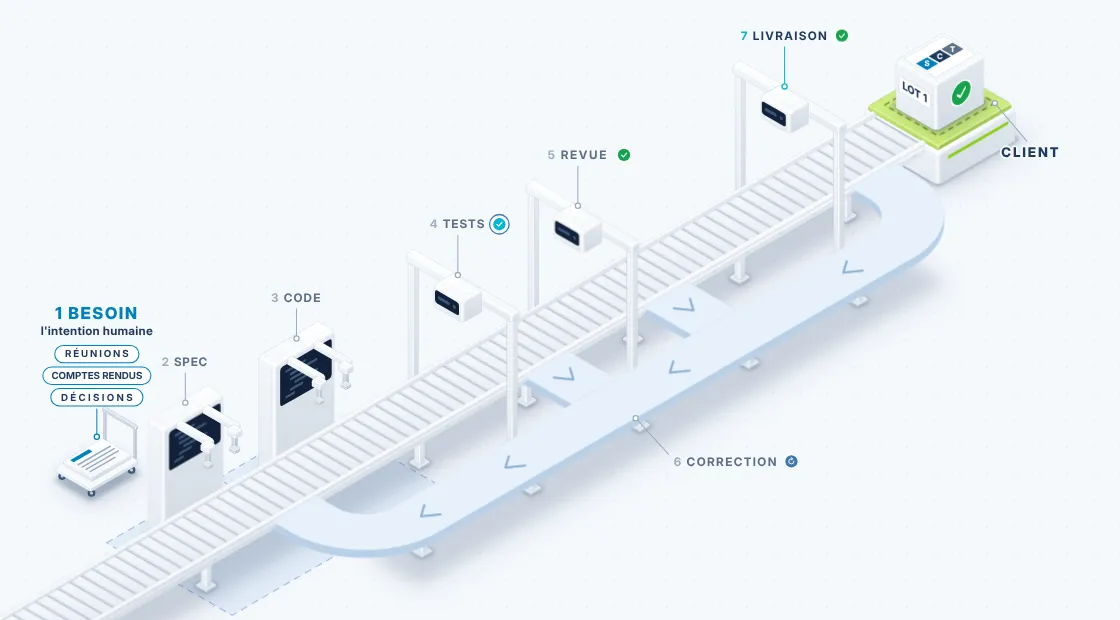 7 LIVRAISON
S C T
LOT 1
CLIENT
5 REVUE
4 TESTS
3 CODE
1 BESOIN
l'intention humaine
RÉUNIONS
COMPTES RENDUS
DÉCISIONS
2 SPEC
6 CORRECTION